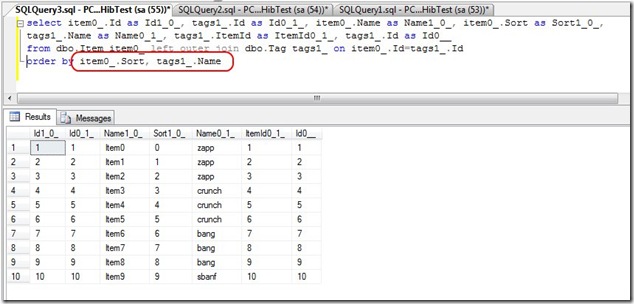 SQLQuery3.sql - PC...HibTest (sa (55))* SQLQuery2.sql - PC...HibTest (sa (54))* SQLQuery1.sql - PC...HibTest (sa (53))*
select item0_.Id as Id1_0_, tags1_.Id as Id0_1_, item0_.Name as Name1_0_, item0_.Sort as Sort1_0_,
tags1_.Name as Name0_1_, tags1_.ItemId as ItemId0_1_, tags1_.Id as Id0__
from dbo.Item item0_ left outer join dbo.Tag tags1_ on item0_.Id=tags1_.Id
order by item0_.Sort, tags1_.Name
Results Messages
Id1_0_ Id0_1_ Name1_0_ Sort1_0_ Name0_1_ ItemId0_1_ Id0__
1 1 1 Item0 0 zapp 1 1
2 2 2 Item1 1 zapp 2 2
3 3 3 Item2 2 zapp 3 3
4 4 4 Item3 3 crunch 4 4
5 5 5 Item4 4 crunch 5 5
6 6 6 Item5 5 crunch 6 6
7 7 7 Item6 6 bang 7 7
8 8 8 Item7 7 bang 8 8
9 9 9 Item8 8 bang 9 9
10 10 10 Item9 9 sbanf 10 10